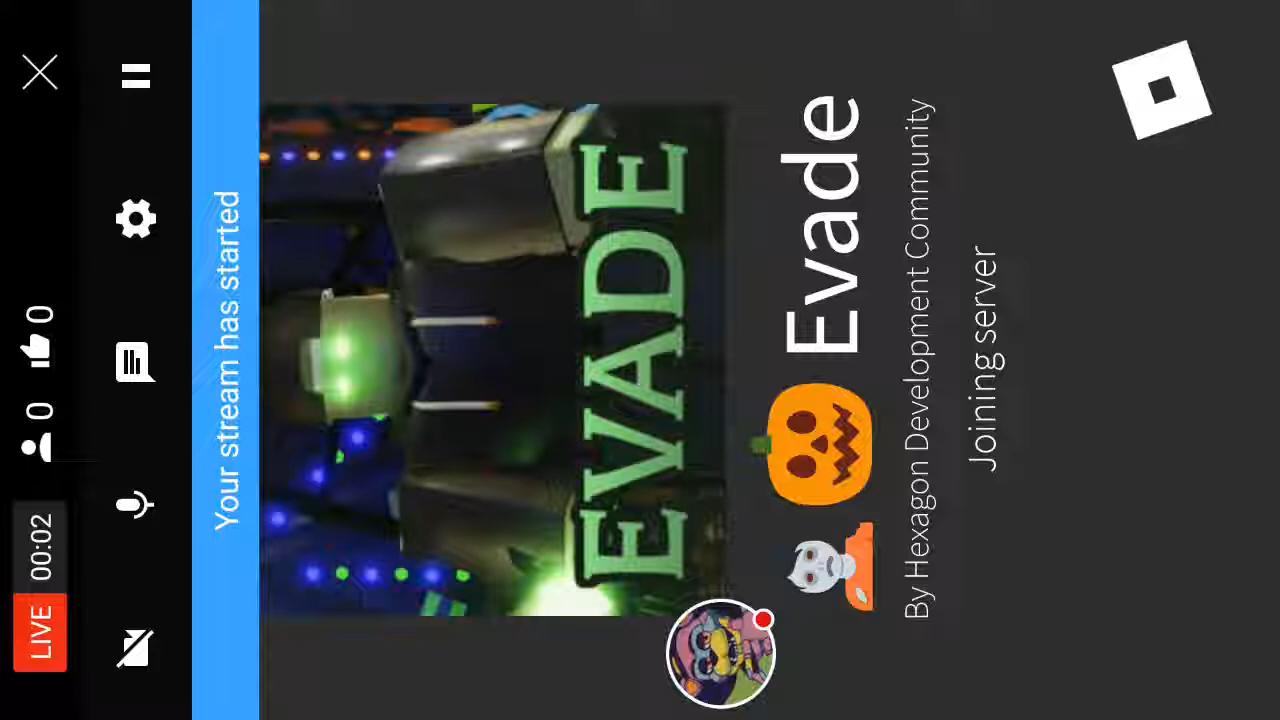 LIVE 00:02 0 0
Your stream has started
EVADE
Evade
By Hexagon Development Community
Joining server